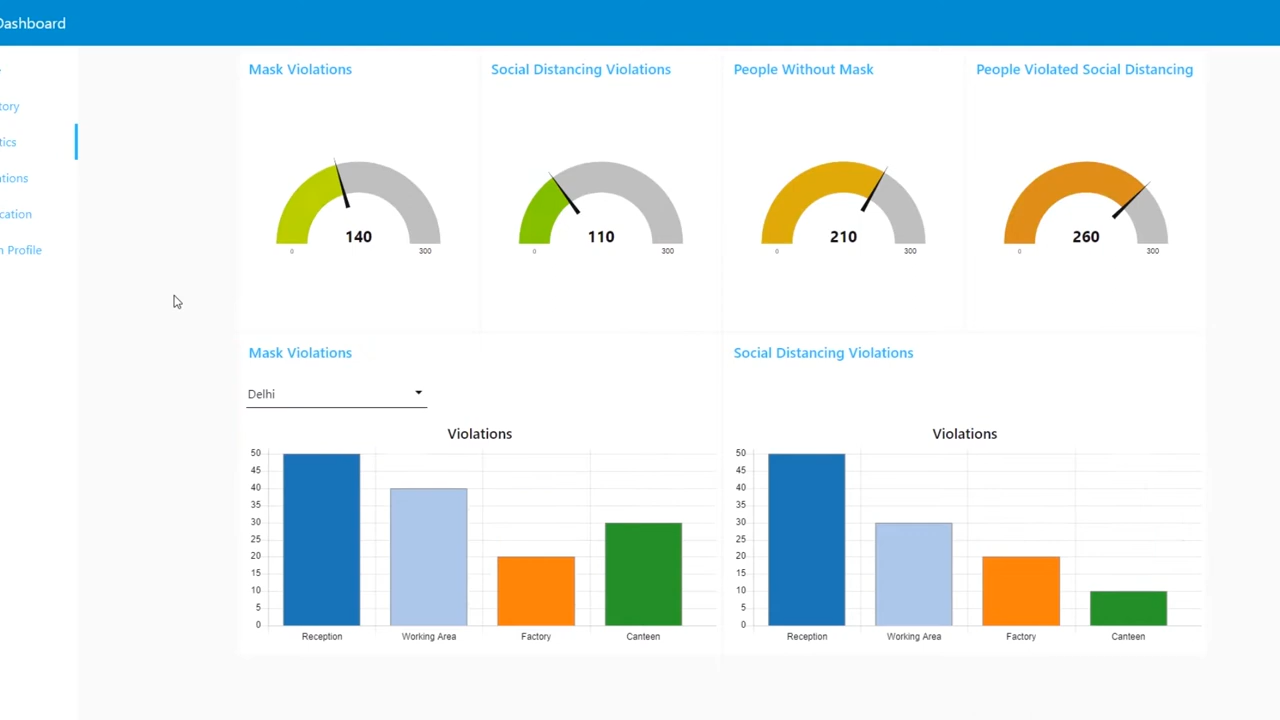 Dashboard
tory
tics
ations
cation
n Profile
Mask Violations
140
0
300
Social Distancing Violations
110
0
300
People Without Mask
210
0
300
People Violated Social Distancing
260
0
300
Mask Violations
Delhi
Violations
50
45
40
35
30
25
20
15
10
5
0
Reception Working Area Factory Canteen
Social Distancing Violations
Violations
50
45
40
35
30
25
20
15
10
5
0
Reception Working Area Factory Canteen